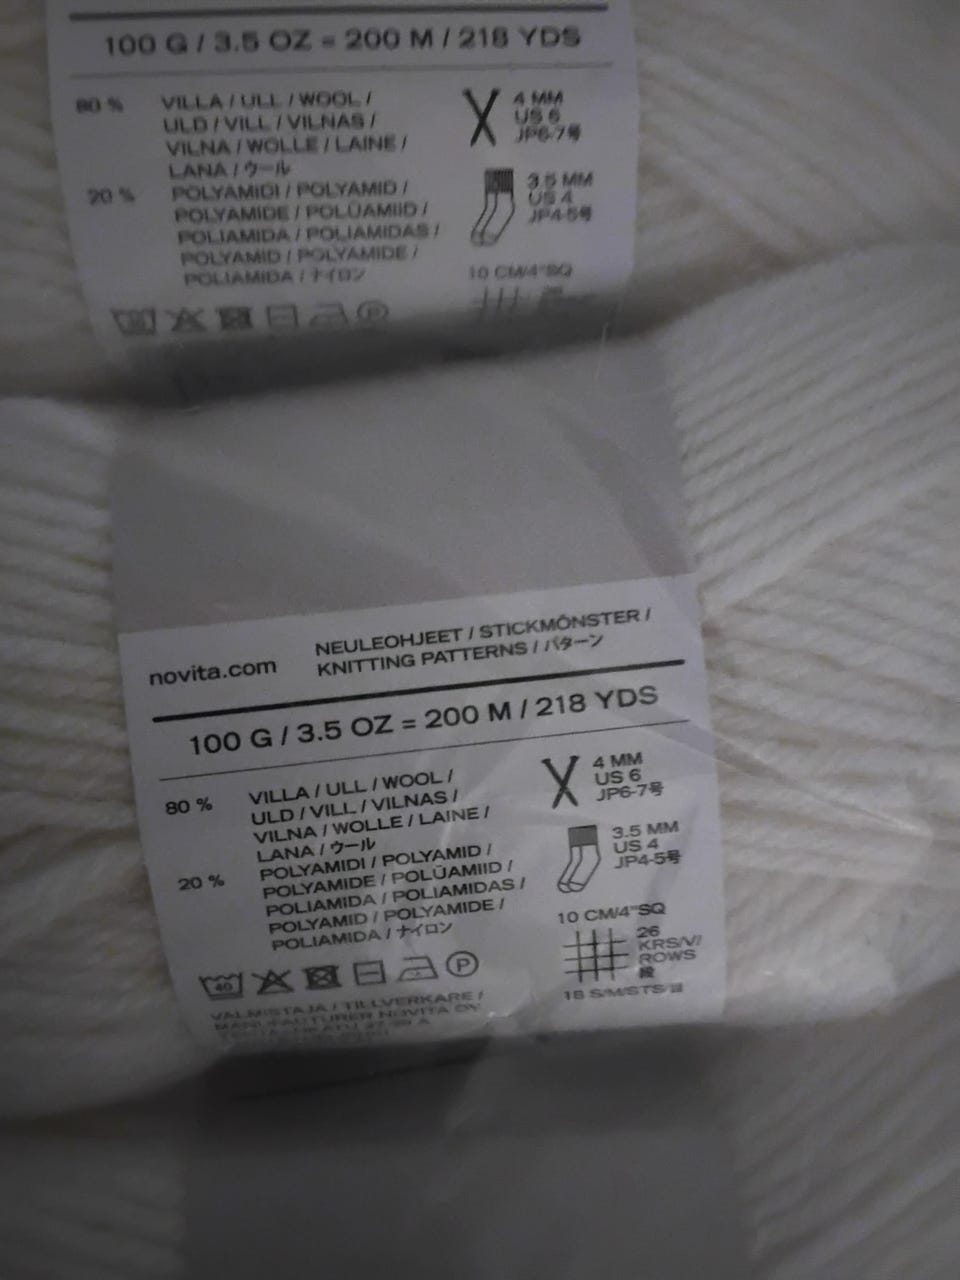 100 G / 3.5 OZ = 200 M / 218 YDS
80 %
VILLA / ULL / WOOL /
ULD / VILL / VILNAS /
VILNA / WOLLE / LAINE /
LANA / ウール
20 %
POLYAMIDI / POLYAMID /
POLYAMIDE / POLÜAMIID /
POLIAMIDA / POLIAMIDAS /
POLYAMID / POLYAMIDE /
POLIAMIDA / ナイロン
4 MM
US 6
JP6-7号
3.5 MM
US 4
JP4-5号
10 CM/4"SQ
P
novita.com
NEULEOHJEET / STICKMÖNSTER /
KNITTING PATTERNS / パターン
100 G / 3.5 OZ = 200 M / 218 YDS
80 %
VILLA / ULL / WOOL /
ULD / VILL / VILNAS /
VILNA / WOLLE / LAINE /
LANA / ウール
20 %
POLYAMIDI / POLYAMID /
POLYAMIDE / POLÜAMIID /
POLIAMIDA / POLIAMIDAS /
POLYAMID / POLYAMIDE /
POLIAMIDA / ナイロン
4 MM
US 6
JP6-7号
3.5 MM
US 4
JP4-5号
10 CM/4"SQ
26
KRS/V/
ROWS
段
18 S/M/STS/目
40
P
VALMISTAJA / TILLVERKARE /
MANUFACTURER NOVITA OY